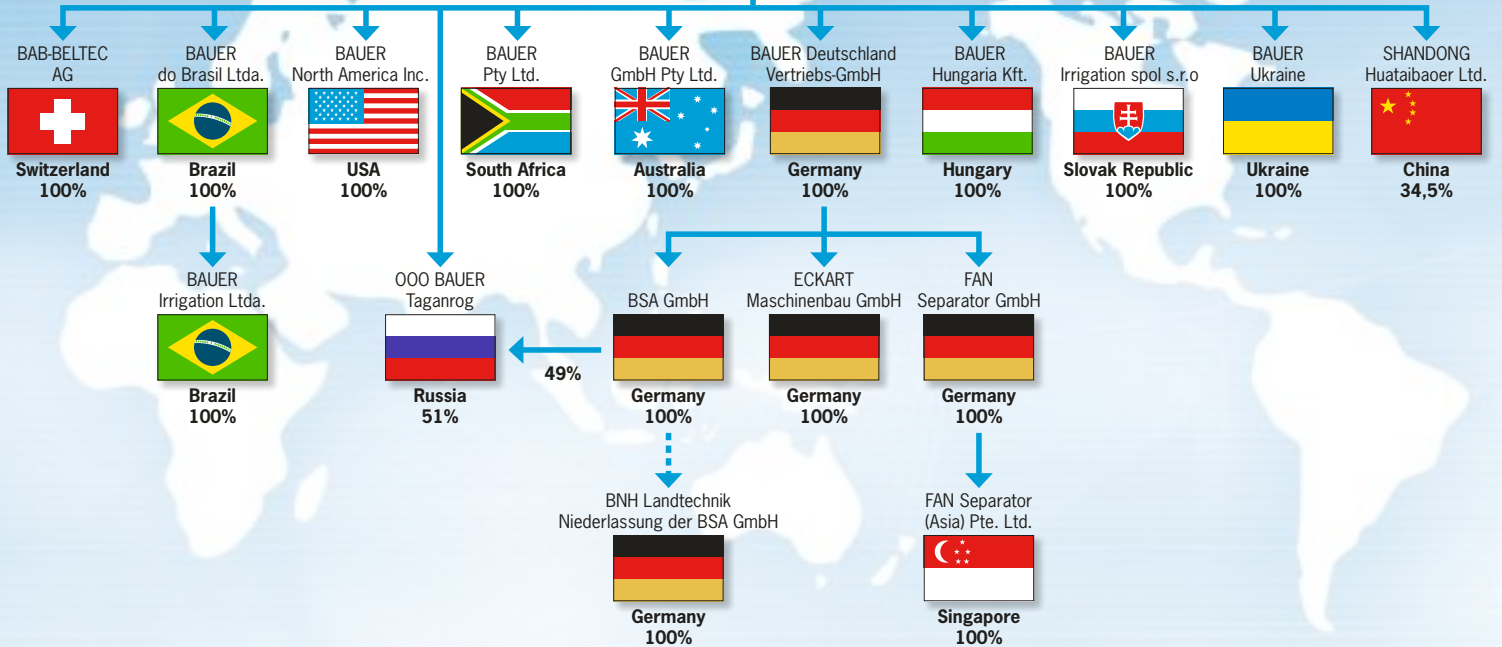 BAB-BELTEC
AG
Switzerland
100%
BAUER
do Brasil Ltda.
Brazil
100%
BAUER
North America Inc.
USA
100%
BAUER
Pty Ltd.
South Africa
100%
BAUER
GmbH Pty Ltd.
Australia
100%
BAUER Deutschland
Vertriebs-GmbH
Germany
100%
BAUER
Hungaria Kft.
Hungary
100%
BAUER
Irrigation spol s.r.o
Slovak Republic
100%
BAUER
Ukraine
Ukraine
100%
SHANDONG
Huataibaoer Ltd.
China
34,5%
BAUER
Irrigation Ltda.
Brazil
100%
OOO BAUER
Taganrog
Russia
51%
49%
BSA GmbH
Germany
100%
ECKART
Maschinenbau GmbH
Germany
100%
FAN
Separator GmbH
Germany
100%
BNH Landtechnik
Niederlassung der BSA GmbH
Germany
100%
FAN Separator
(Asia) Pte. Ltd.
Singapore
100%